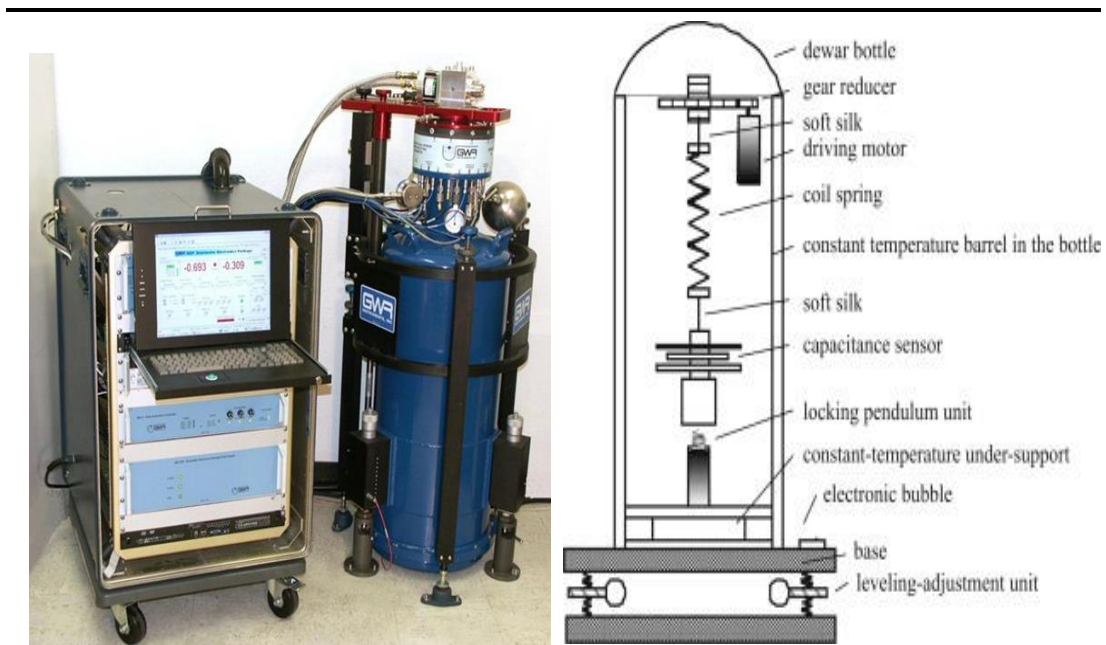 GWR
-0.693
-0.309
GWR
GWR
dewar bottle
gear reducer
soft silk
driving motor
coil spring
constant temperature barrel in the bottle
soft silk
capacitance sensor
locking pendulum unit
constant-temperature under-support
electronic bubble
base
leveling-adjustment unit